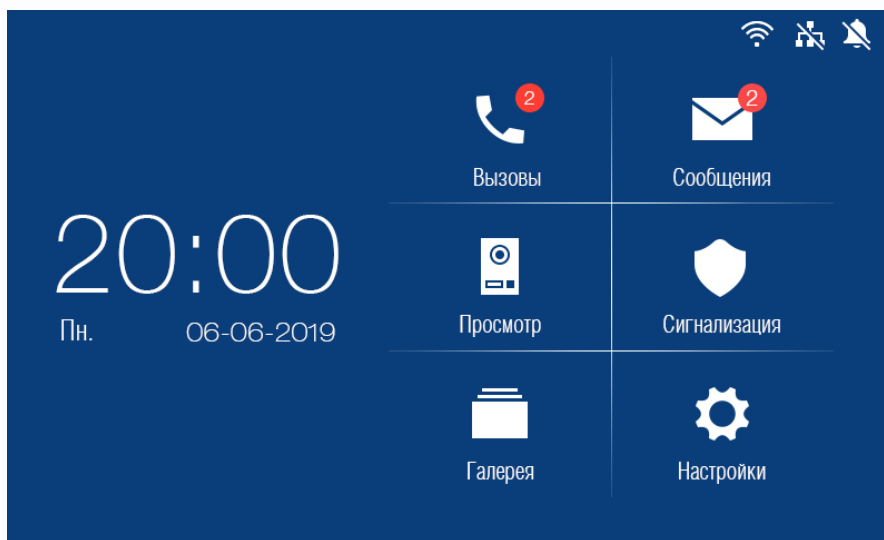 2
2
Вызовы
Сообщения
20:00
Пн.
06-06-2019
Просмотр
Сигнализация
Галерея
Настройки